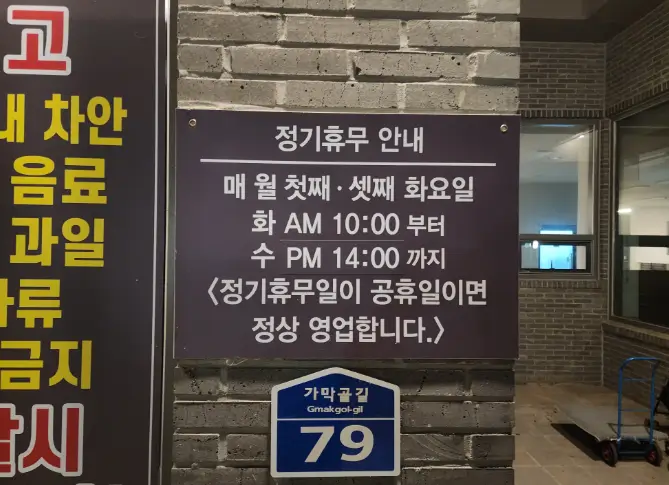 고
내 차안
음료
과일
류
금지
시
정기휴무 안내
매 월 첫째 · 셋째 화요일
화 AM 10:00 부터
수 PM 14:00 까지
<정기휴무일이 공휴일이면
정상 영업합니다.>
가막골길
Gmakgol-gil
79